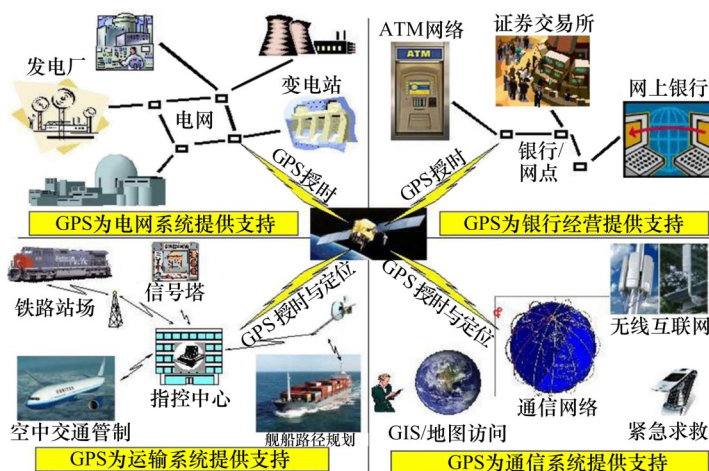 发电厂
电网
变电站
GPS授时
GPS为电网系统提供支持
ATM网络
ATM
证券交易所
网上银行
银行/
网点
GPS授时
GPS为银行经营提供支持
铁路站场
信号塔
GPS授时与定位
指控中心
空中交通管制
舰船路径规划
GPS为运输系统提供支持
GPS授时与定位
无线互联网
通信网络
GIS/地图访问
紧急求救
GPS为通信系统提供支持